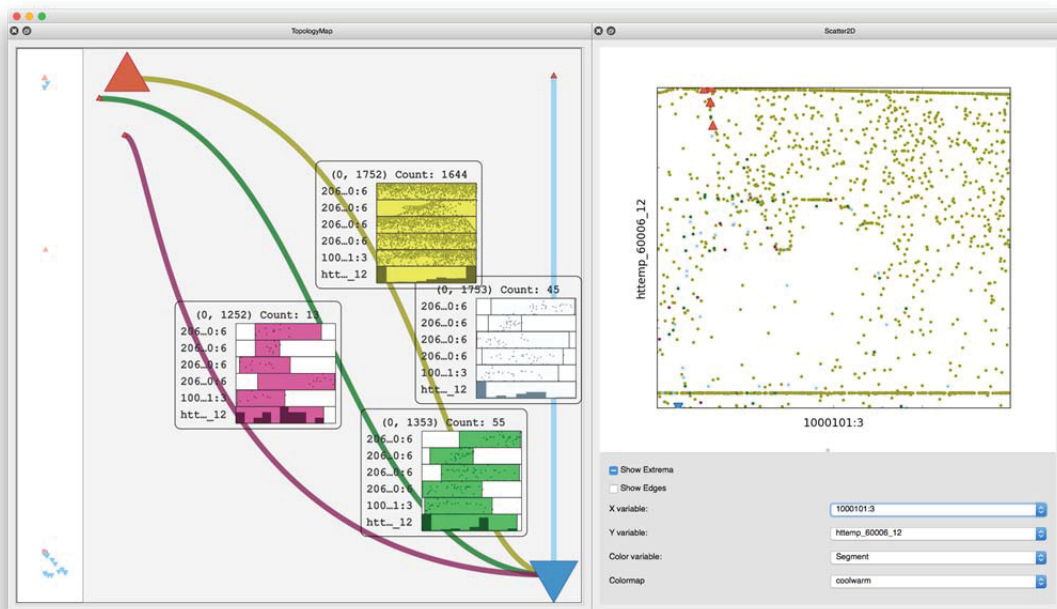 TopologyMap
(0, 1752) Count: 1644
206…0:6
206…0:6
206…0:6
206…0:6
100…1:3
htt…_12
(0, 1753) Count: 45
206…0:6
206…0:6
206…0:6
206…0:6
100…1:3
htt…_12
(0, 1252) Count: 13
206…0:6
206…0:6
206…0:6
206…0:6
100…1:3
htt…_12
(0, 1353) Count: 55
206…0:6
206…0:6
206…0:6
206…0:6
100…1:3
htt…_12
Scatter2D
httemp_60006_12
1000101:3
Show Extrema
Show Edges
X variable: 1000101:3
Y variable: httemp_60006_12
Color variable: Segment
Colormap coolwarm